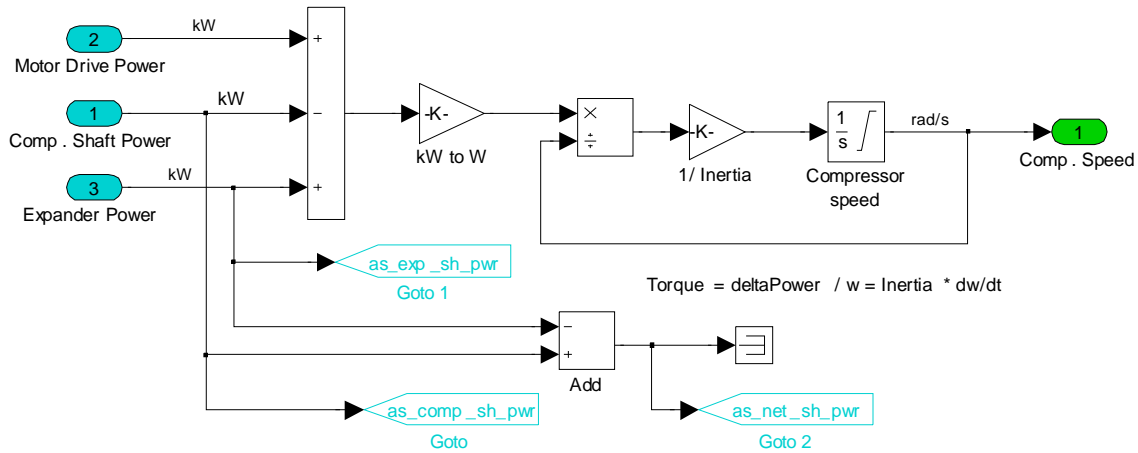 2
kW
Motor Drive Power
+
1
kW
Comp . Shaft Power
−
3
kW
Expander Power
+
-K-
kW to W
×
÷
-K-
1/ Inertia
1
s
Compressor
speed
rad/s
1
Comp . Speed
as_exp _sh_pwr
Goto 1
Torque = deltaPower / w = Inertia * dw/dt
−
+
Add
as_comp _sh_pwr
Goto
as_net _sh_pwr
Goto 2